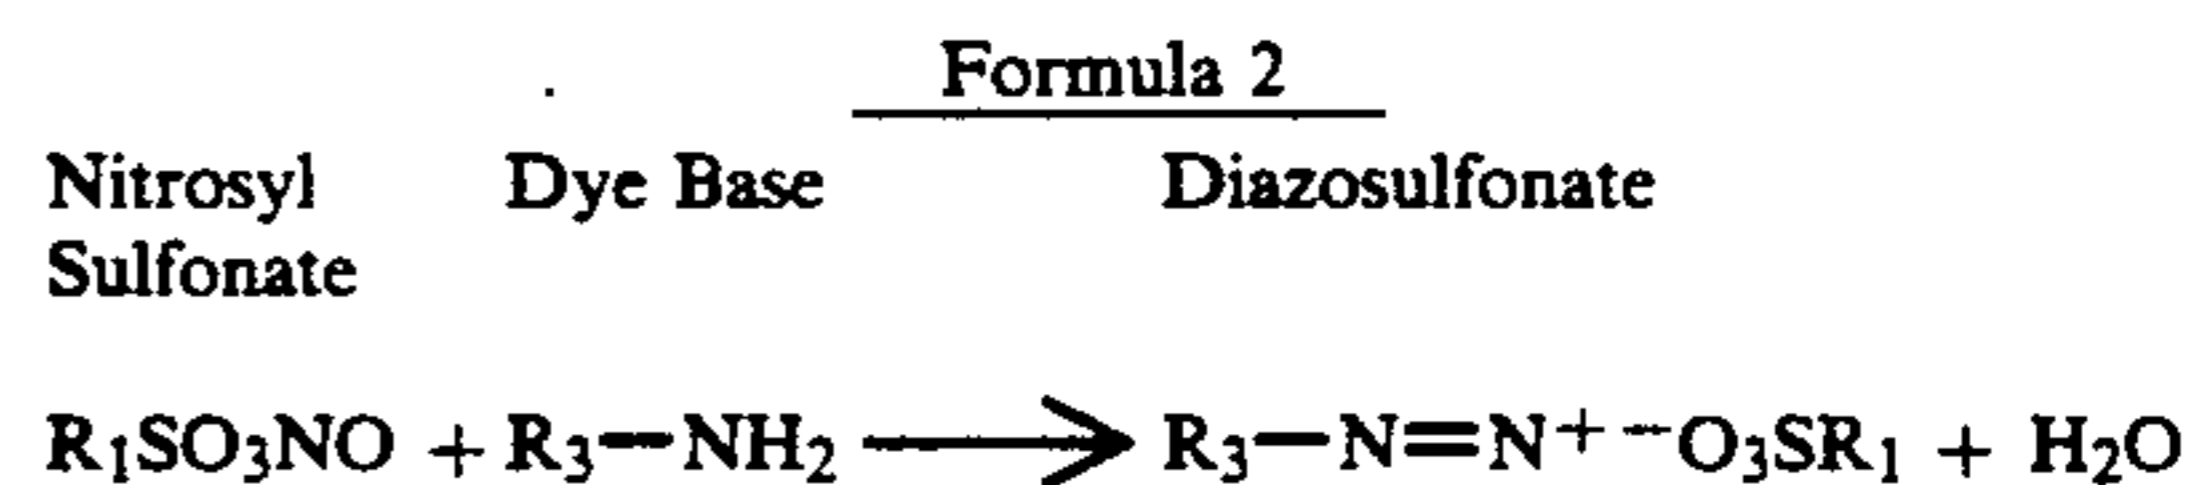 Formula 2
Nitrosyl Dye Base Diazosulfonate
Sulfonate
R₁SO₃NO + R₃—NH₂ ⟶ R₃—N=N⁺ ⁻O₃SR₁ + H₂O